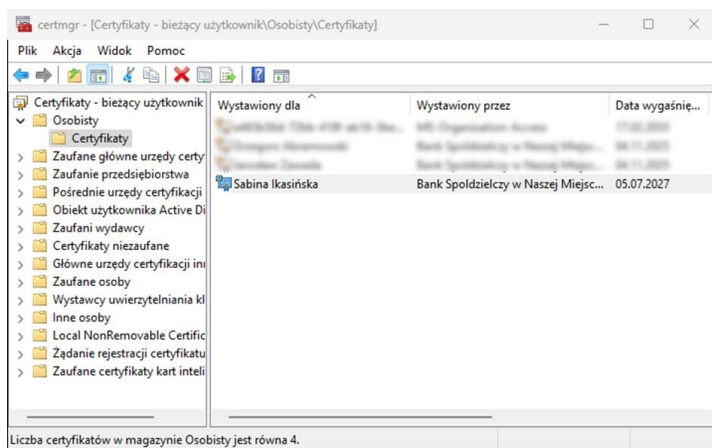 certmgr - [Certyfikaty - bieżący użytkownik\Osobisty\Certyfikaty]
Plik Akcja Widok Pomoc
Certyfikaty - bieżący użytkownik
Osobisty
Certyfikaty
Zaufane główne urzędy certy
Zaufanie przedsiębiorstwa
Pośrednie urzędy certyfikacji
Obiekt użytkownika Active Di
Zaufani wydawcy
Certyfikaty niezaufane
Główne urzędy certyfikacji inn
Zaufane osoby
Wystawcy uwierzytelniania kl
Inne osoby
Local NonRemovable Certific
Żądanie rejestracji certyfikatu
Zaufane certyfikaty kart inteli
Wystawiony dla Wystawiony przez Data wygaśnię...
Sabina Ikasińska Bank Spoldzielczy w Naszej Miejsc... 05.07.2027
Liczba certyfikatów w magazynie Osobisty jest równa 4.